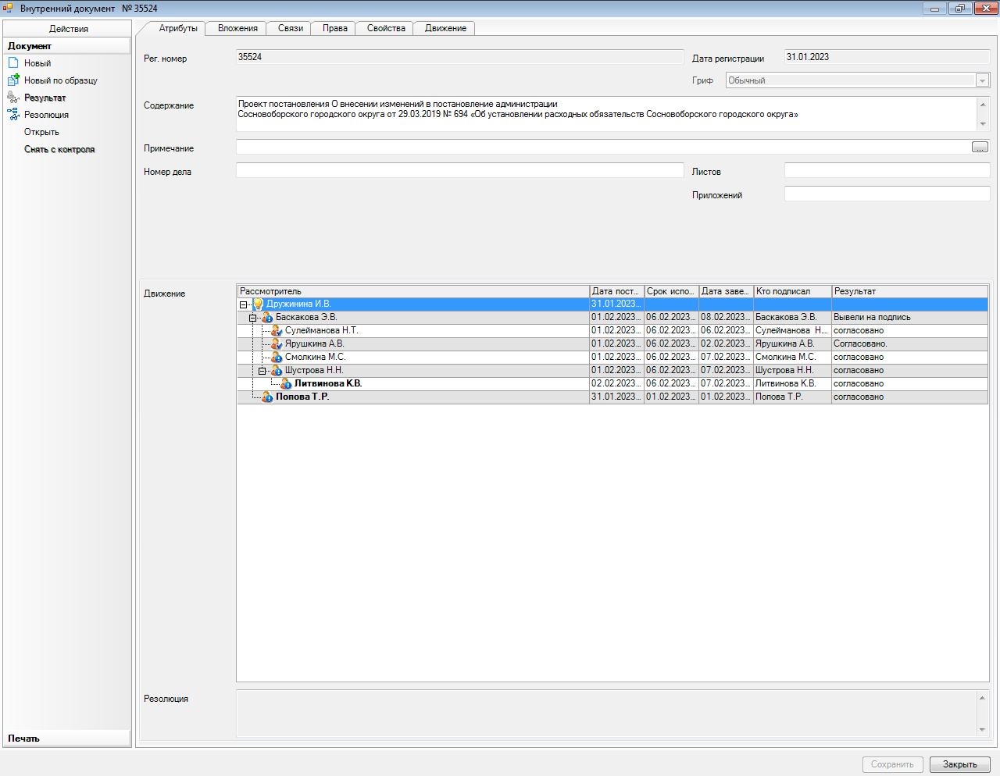 Внутренний документ № 35524
Действия
Документ
Новый
Новый по образцу
Результат
Резолюция
Открыть
Снять с контроля
Печать
Атрибуты Вложения Связи Права Свойства Движение
Рег. номер 35524 Дата регистрации 31.01.2023
Гриф Обычный
Содержание Проект постановления О внесении изменений в постановление администрации
Сосновоборского городского округа от 29.03.2019 № 694 «Об установлении расходных обязательств Сосновоборского городского округа»
Примечание ...
Номер дела Листов
Приложений
Движение
Рассмотритель Дата пост... Срок испо... Дата заве... Кто подписал Результат
Дружинина И.В. 31.01.2023...
Баскакова Э.В. 01.02.2023... 06.02.2023... 08.02.2023... Баскакова Э.В. Вывели на подпись
Сулейманова Н.Т. 01.02.2023... 06.02.2023... 06.02.2023... Сулейманова Н.... согласовано
Ярушкина А.В. 01.02.2023... 06.02.2023... 02.02.2023... Ярушкина А.В. Согласовано.
Смолкина М.С. 01.02.2023... 06.02.2023... 07.02.2023... Смолкина М.С. согласовано
Шустрова Н.Н. 01.02.2023... 06.02.2023... 07.02.2023... Шустрова Н.Н. согласовано
Литвинова К.В. 02.02.2023... 06.02.2023... 07.02.2023... Литвинова К.В. согласовано
Попова Т.Р. 31.01.2023... 01.02.2023... 01.02.2023... Попова Т.Р. согласовано
Резолюция
Сохранить Закрыть